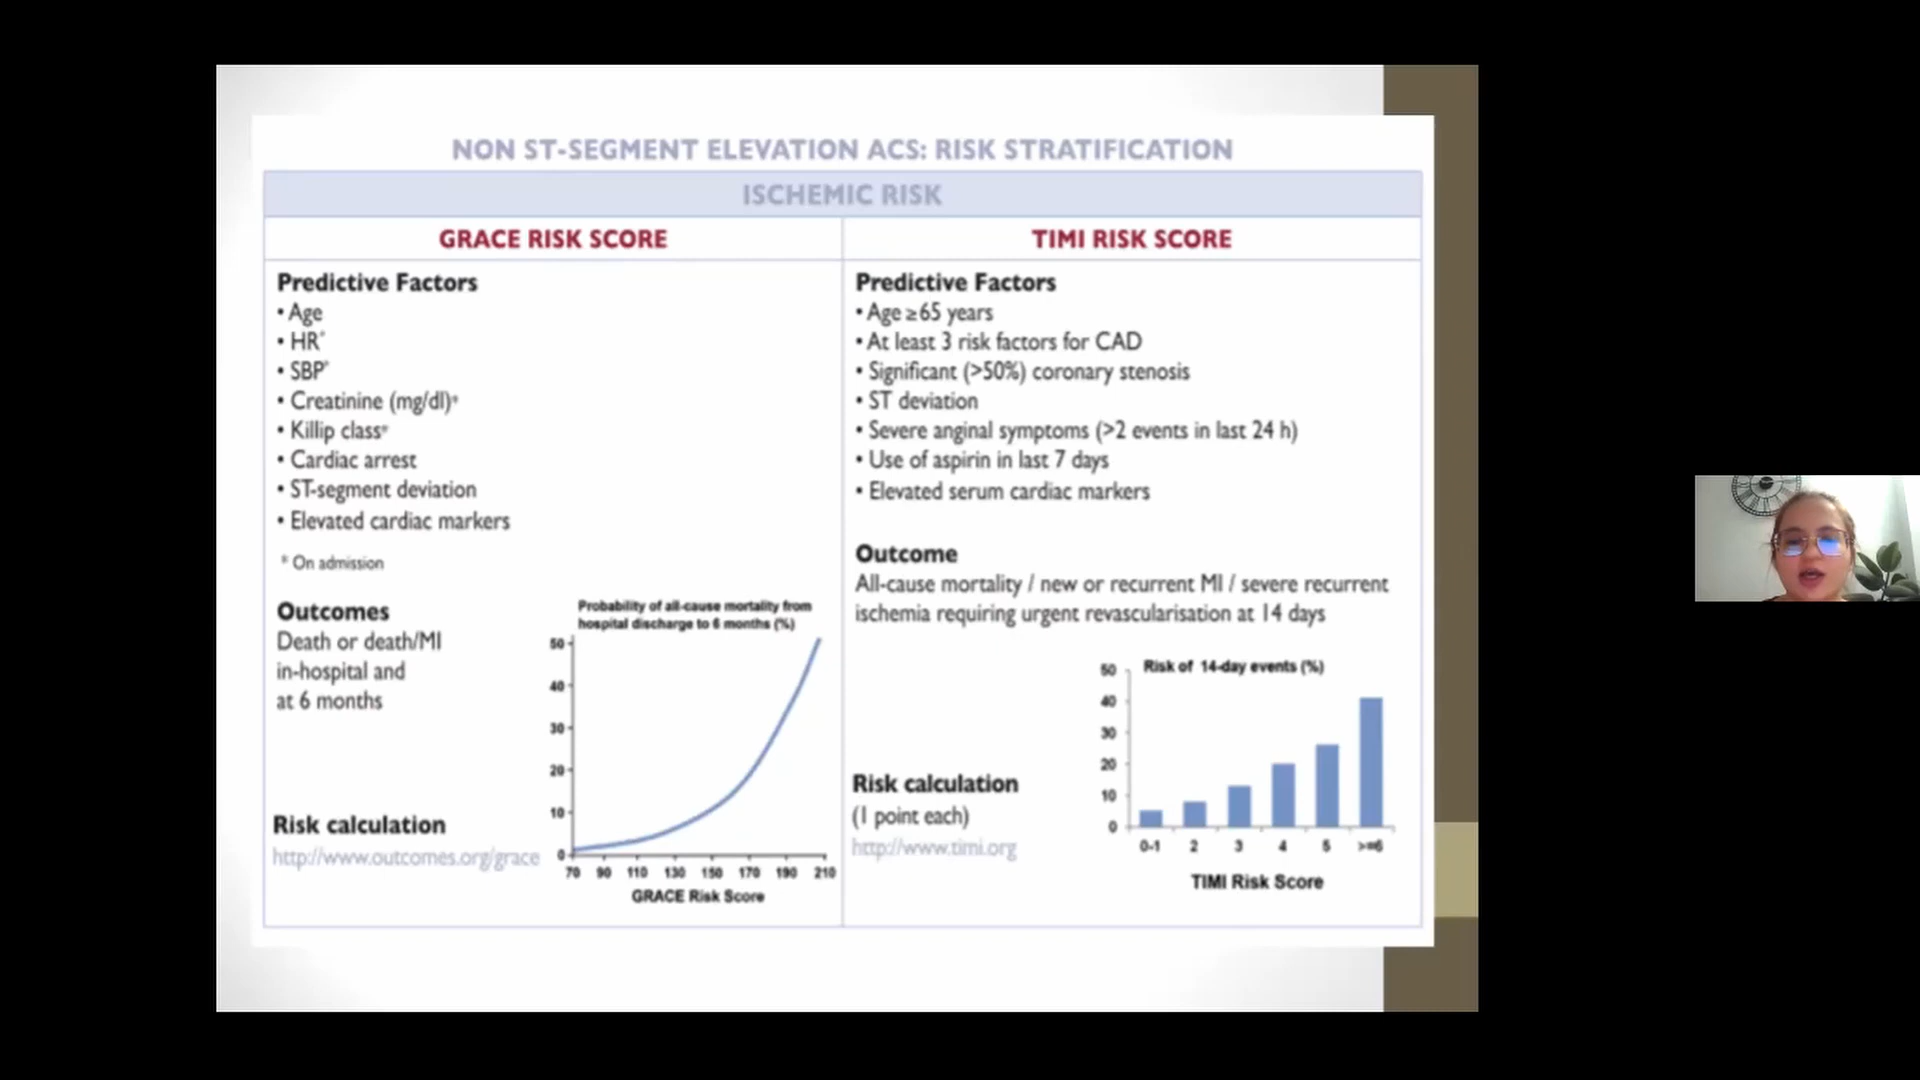 NON ST-SEGMENT ELEVATION ACS: RISK STRATIFICATION
ISCHEMIC RISK
GRACE RISK SCORE
Predictive Factors
• Age
• HR*
• SBP*
• Creatinine (mg/dl)*
• Killip class*
• Cardiac arrest
• ST-segment deviation
• Elevated cardiac markers
* On admission
Outcomes
Death or death/MI
in-hospital and
at 6 months
Probability of all-cause mortality from
hospital discharge to 6 months (%)
50
40
30
20
10
0
70 90 110 130 150 170 190 210
GRACE Risk Score
Risk calculation
http://www.outcomes.org/grace
TIMI RISK SCORE
Predictive Factors
• Age ≥65 years
• At least 3 risk factors for CAD
• Significant (>50%) coronary stenosis
• ST deviation
• Severe anginal symptoms (>2 events in last 24 h)
• Use of aspirin in last 7 days
• Elevated serum cardiac markers
Outcome
All-cause mortality / new or recurrent MI / severe recurrent
ischemia requiring urgent revascularisation at 14 days
Risk of 14-day events (%)
50
40
30
20
10
0
0-1 2 3 4 5 >=6
TIMI Risk Score
Risk calculation
(1 point each)
http://www.timi.org